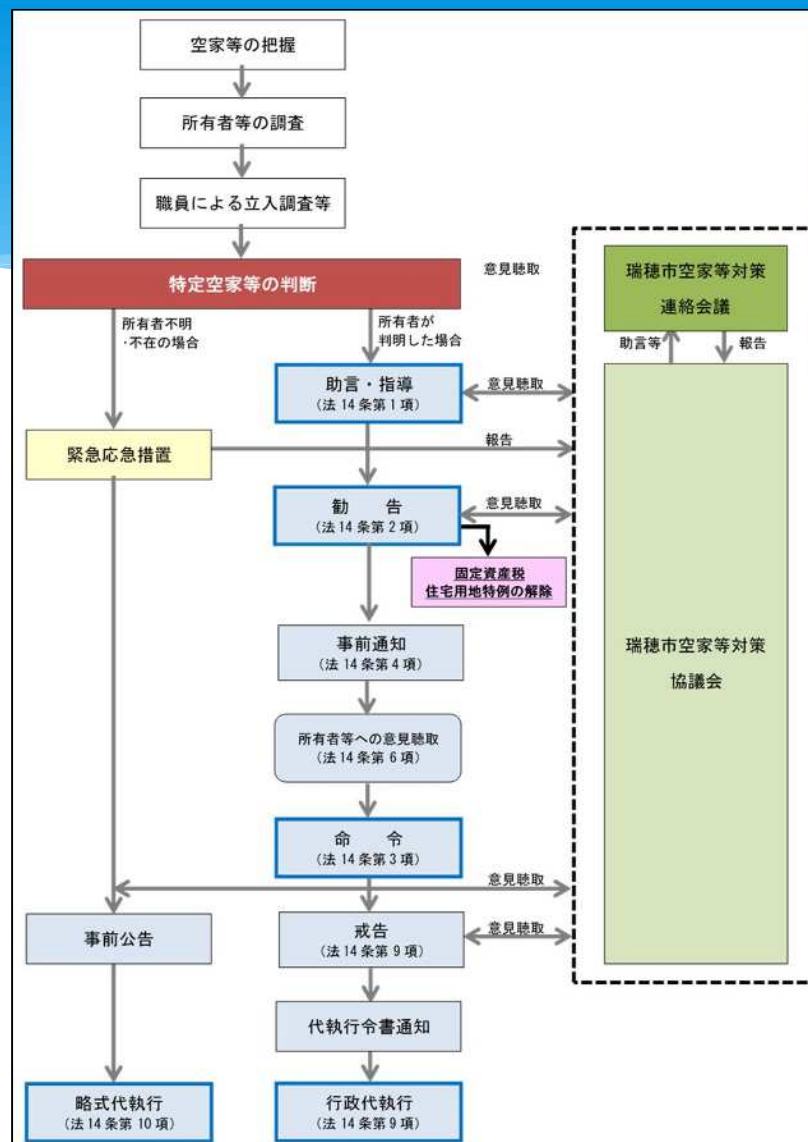 空家等の把握
所有者等の調査
職員による立入調査等
特定空家等の判断
意見聴取
所有者不明
・不在の場合
所有者が
判明した場合
助言・指導
(法14条第1項)
意見聴取
緊急応急措置
報告
勧　告
(法14条第2項)
意見聴取
固定資産税
住宅用地特例の解除
事前通知
(法14条第4項)
所有者等への意見聴取
(法14条第6項)
命　令
(法14条第3項)
意見聴取
事前公告
戒告
(法14条第9項)
意見聴取
代執行令書通知
略式代執行
(法14条第10項)
行政代執行
(法14条第9項)
瑞穂市空家等対策
連絡会議
助言等
報告
瑞穂市空家等対策
協議会